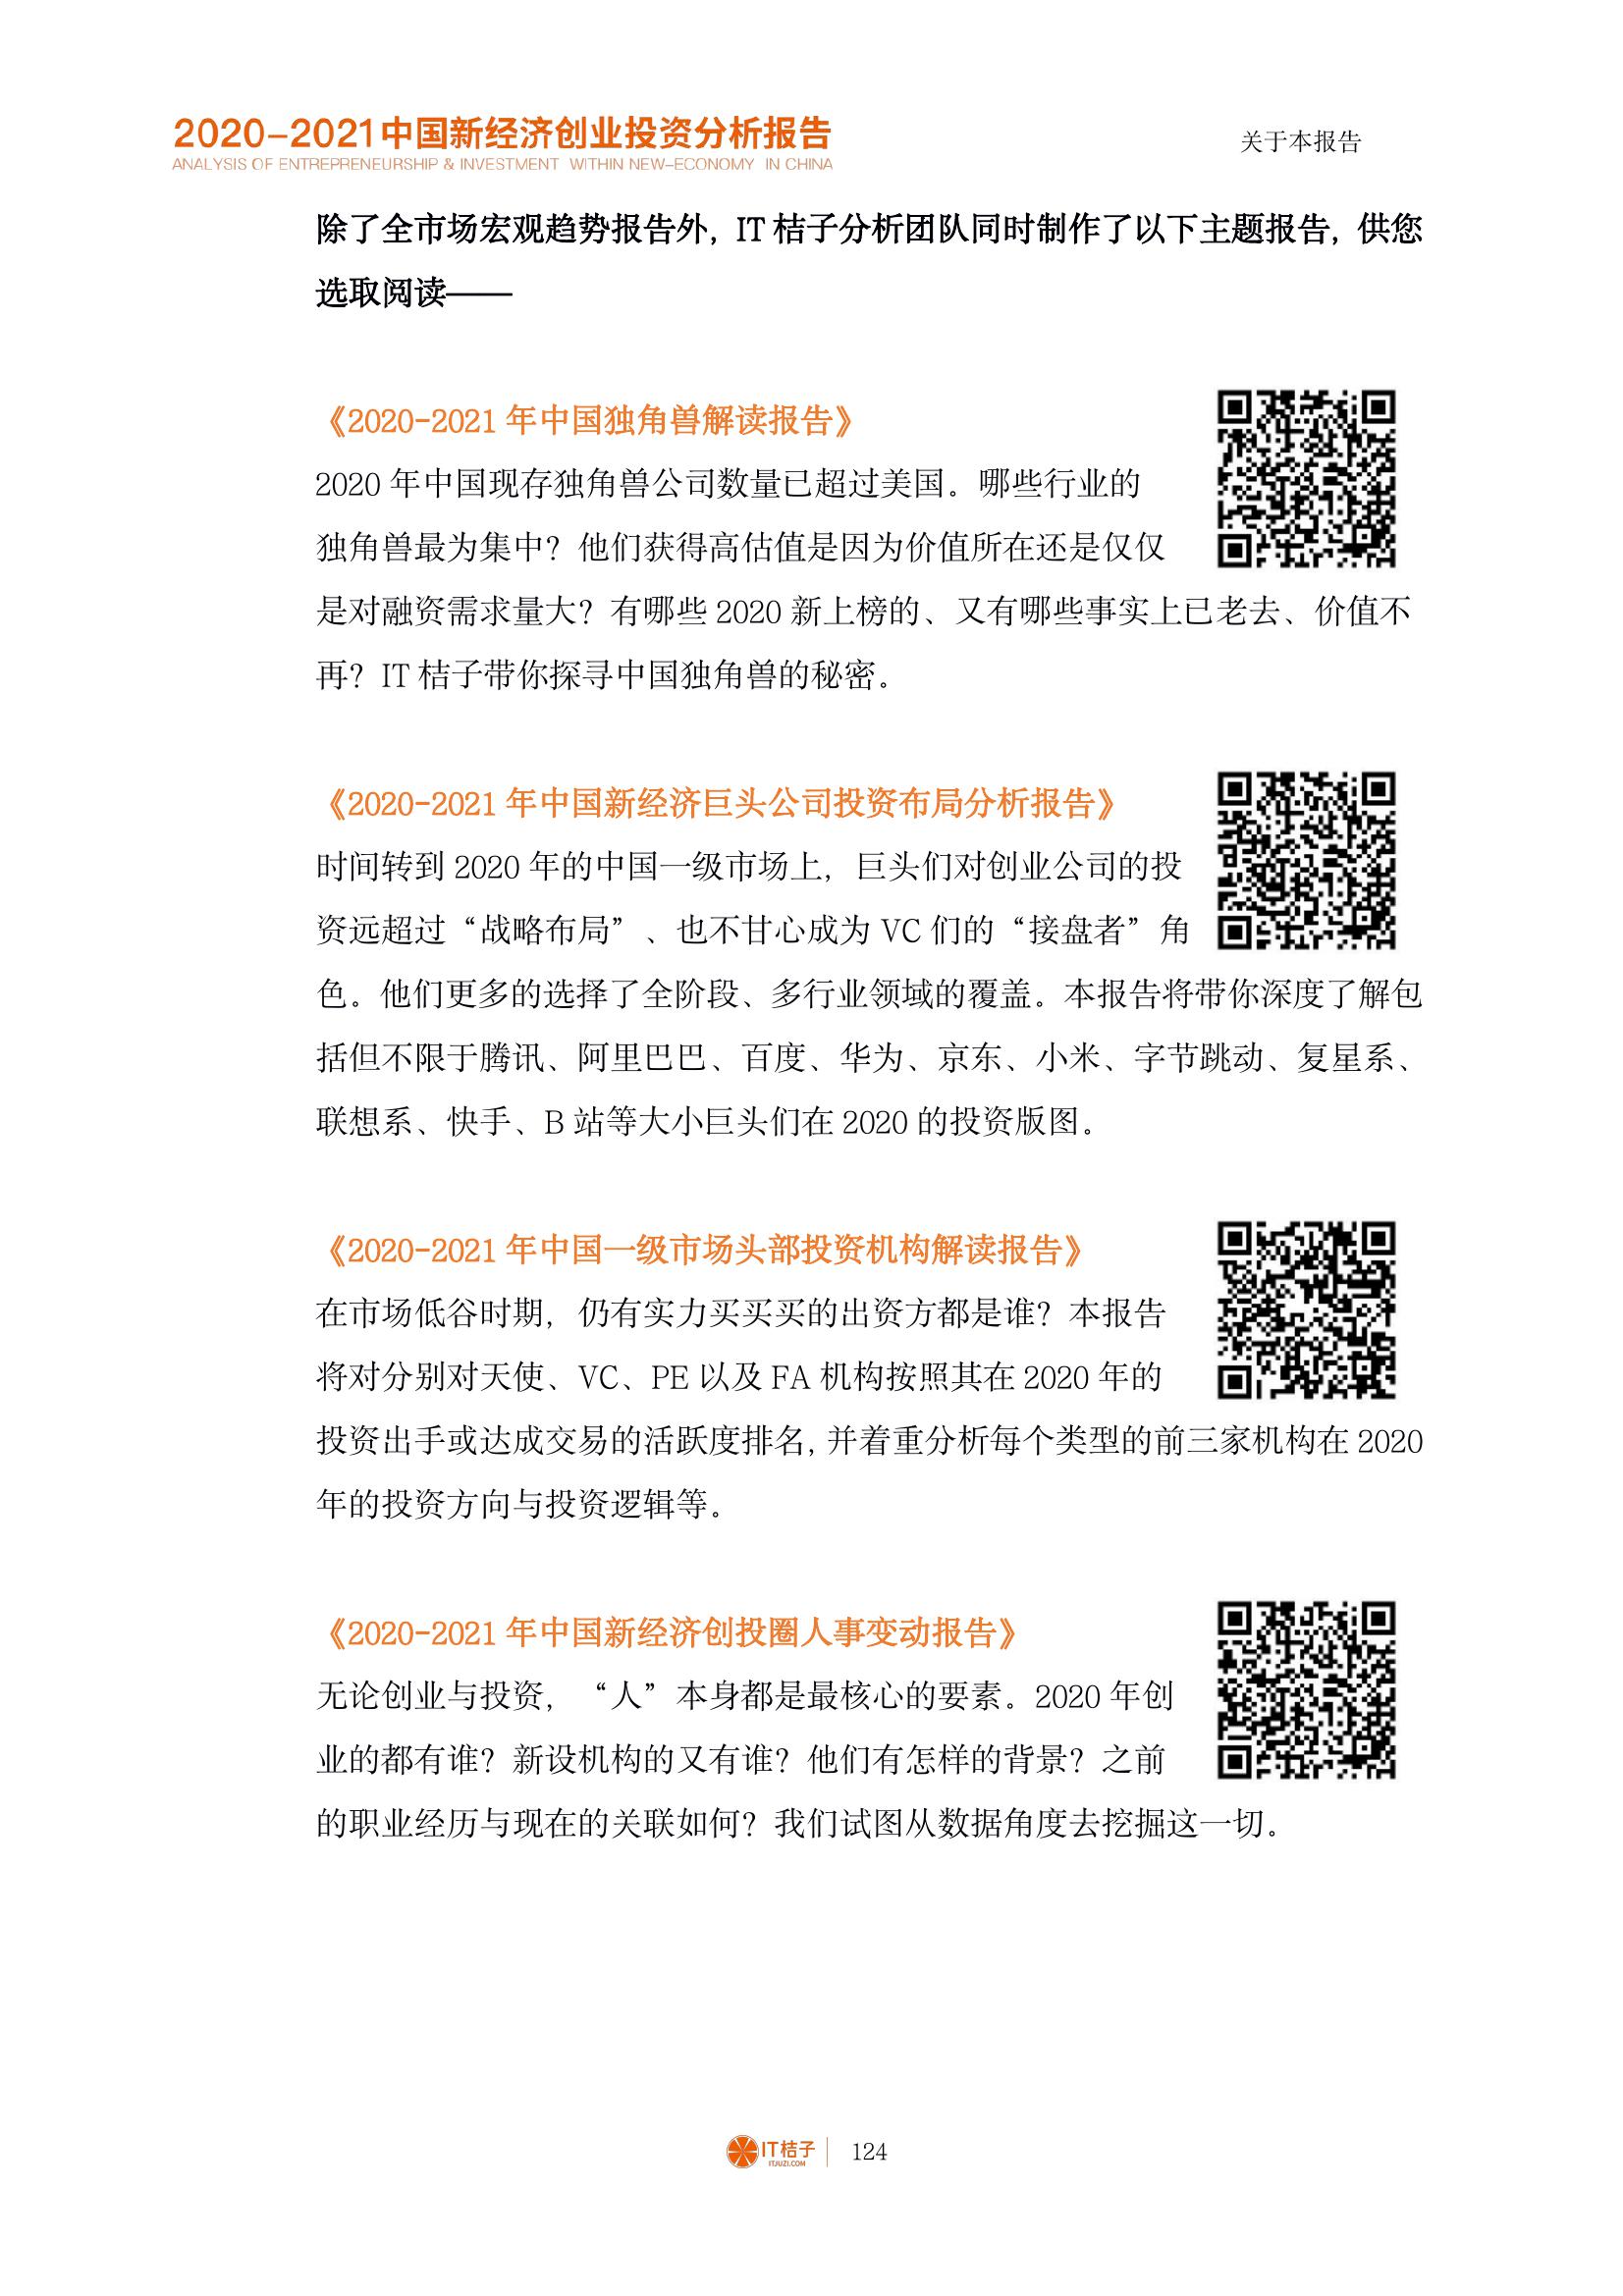 2020-2021中国新经济创业投资分析报告
ANALYSIS OF ENTREPRENEURSHIP & INVESTMENT WITHIN NEW-ECONOMY IN CHINA
关于本报告
除了全市场宏观趋势报告外，IT 桔子分析团队同时制作了以下主题报告，供您
选取阅读——
《2020-2021 年中国独角兽解读报告》
2020 年中国现存独角兽公司数量已超过美国。哪些行业的
独角兽最为集中？他们获得高估值是因为价值所在还是仅仅
是对融资需求量大？有哪些 2020 新上榜的、又有哪些事实上已老去、价值不
再？IT 桔子带你探寻中国独角兽的秘密。
《2020-2021 年中国新经济巨头公司投资布局分析报告》
时间转到 2020 年的中国一级市场上，巨头们对创业公司的投
资远超过“战略布局”、也不甘心成为 VC 们的“接盘者”角
色。他们更多的选择了全阶段、多行业领域的覆盖。本报告将带你深度了解包
括但不限于腾讯、阿里巴巴、百度、华为、京东、小米、字节跳动、复星系、
联想系、快手、B 站等大小巨头们在 2020 的投资版图。
《2020-2021 年中国一级市场头部投资机构解读报告》
在市场低谷时期，仍有实力买买买的出资方都是谁？本报告
将对分别对天使、VC、PE 以及 FA 机构按照其在 2020 年的
投资出手或达成交易的活跃度排名，并着重分析每个类型的前三家机构在 2020
年的投资方向与投资逻辑等。
《2020-2021 年中国新经济创投圈人事变动报告》
无论创业与投资，“人”本身都是最核心的要素。2020 年创
业的都有谁？新设机构的又有谁？他们有怎样的背景？之前
的职业经历与现在的关联如何？我们试图从数据角度去挖掘这一切。
IT桔子
ITJUZI.COM
124